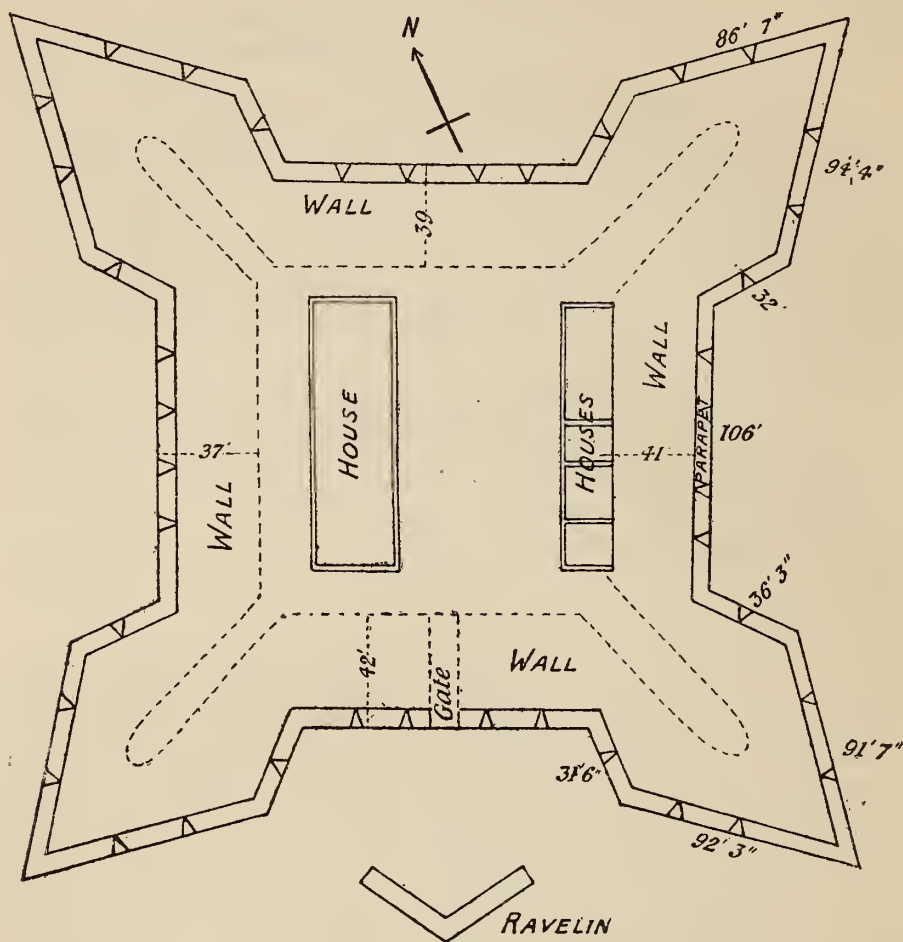 N
86' 7"
94' 4"
WALL
39
32'
WALL
HOUSE
HOUSES
PARAPET
106'
37'
41
WALL
36' 3"
42'
Gate
WALL
91' 7"
31' 6"
92' 3"
RAVELIN